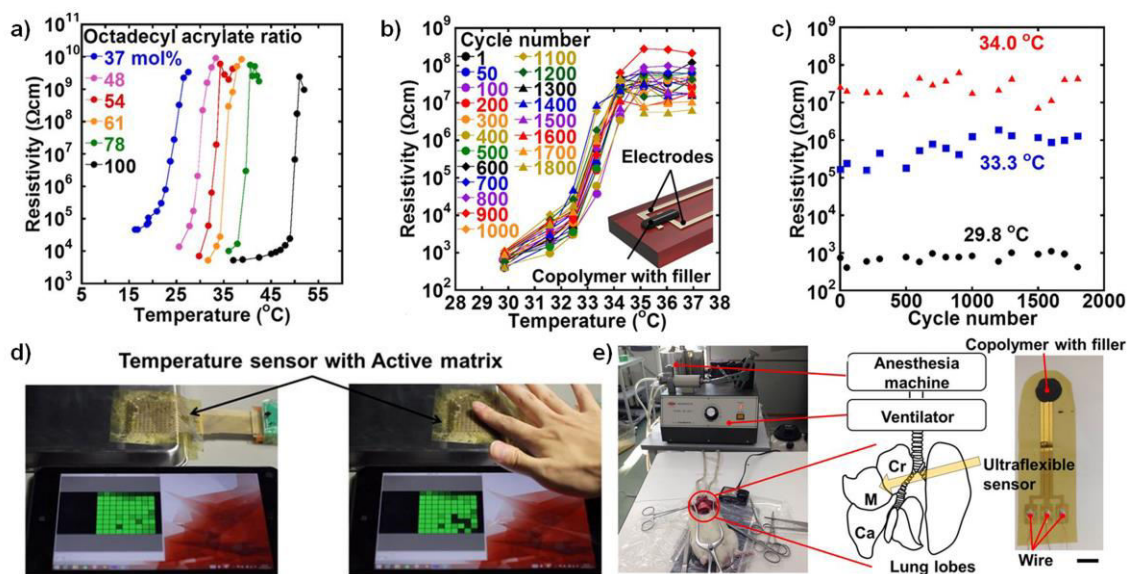 a)
10¹¹
10¹⁰
10⁹
10⁸
10⁷
10⁶
10⁵
10⁴
10³
Resistivity (Ωcm)
Octadecyl acrylate ratio
37 mol%
48
54
61
78
100
5 15 25 35 45 55
Temperature (°C)
b)
10⁹
10⁸
10⁷
10⁶
10⁵
10⁴
10³
10²
Resistivity (Ωcm)
Cycle number
1 1100
50 1200
100 1300
200 1400
300 1500
400 1600
500 1700
600 1800
700
800
900
1000
Electrodes
Copolymer with filler
28 29 30 31 32 33 34 35 36 37 38
Temperature (°C)
c)
10⁹
10⁸
10⁷
10⁶
10⁵
10⁴
10³
10²
Resistivity (Ωcm)
34.0 °C
33.3 °C
29.8 °C
0 500 1000 1500 2000
Cycle number
d)
Temperature sensor with Active matrix
e)
Anesthesia
machine
Ventilator
Cr
M
Ca
Ultraflexible
sensor
Lung lobes
Copolymer with filler
Wire